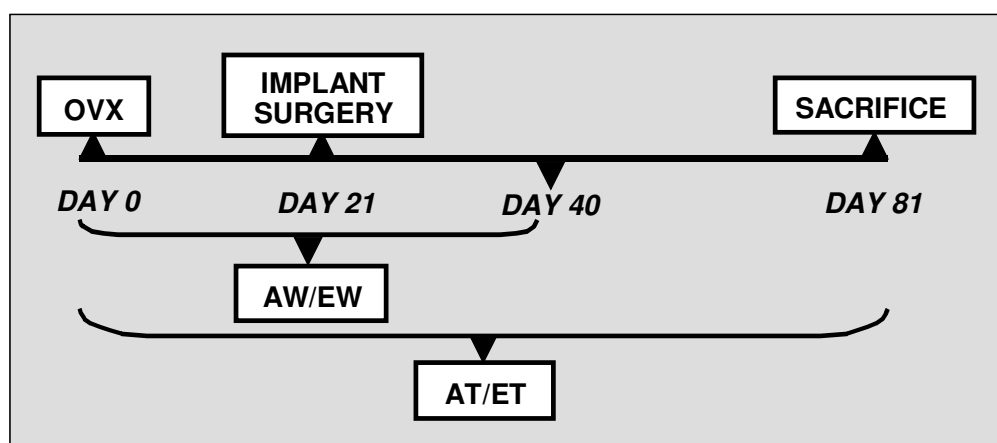 OVX
IMPLANT
SURGERY
SACRIFICE
DAY 0
DAY 21
DAY 40
DAY 81
AW/EW
AT/ET